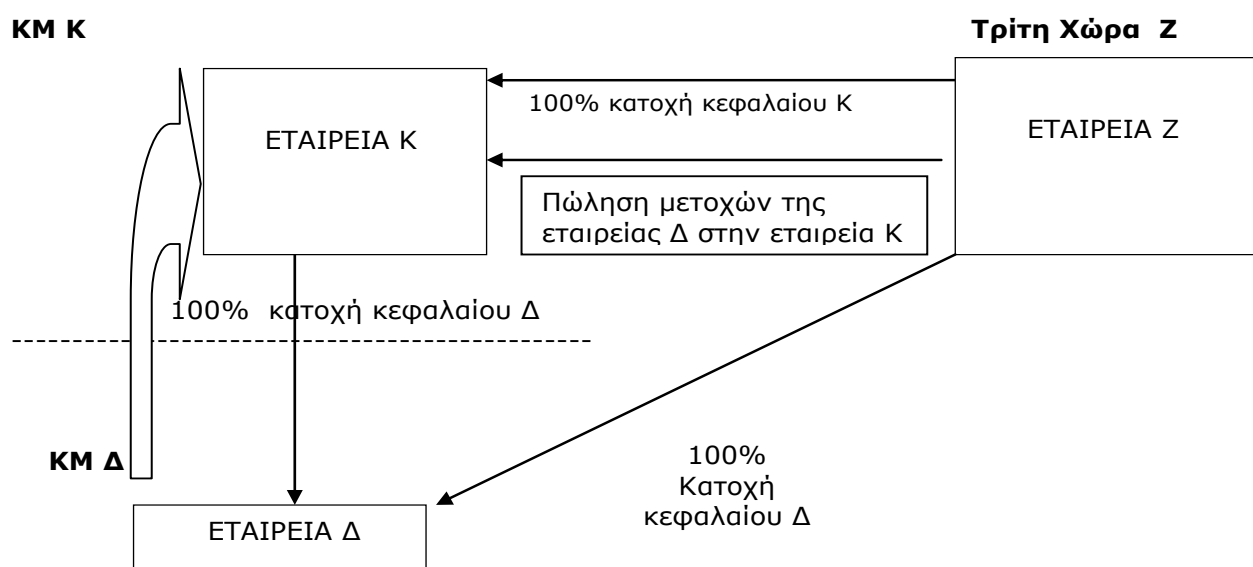 ΚΜ Κ
Τρίτη Χώρα Ζ
100% κατοχή κεφαλαίου Κ
ΕΤΑΙΡΕΙΑ Κ
ΕΤΑΙΡΕΙΑ Ζ
Πώληση μετοχών της
εταιρείας Δ στην εταιρεία Κ
100% κατοχή κεφαλαίου Δ
ΚΜ Δ
100%
Κατοχή
κεφαλαίου Δ
ΕΤΑΙΡΕΙΑ Δ